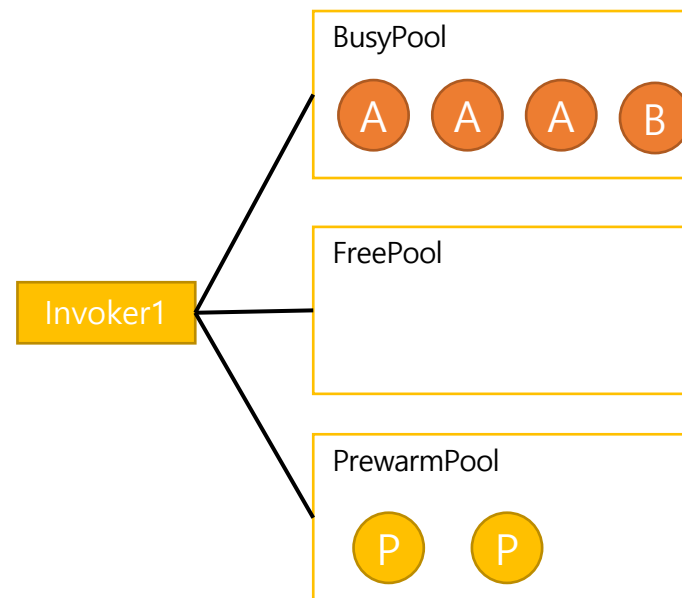 BusyPool
A A A B
FreePool
Invoker1
PrewarmPool
P P